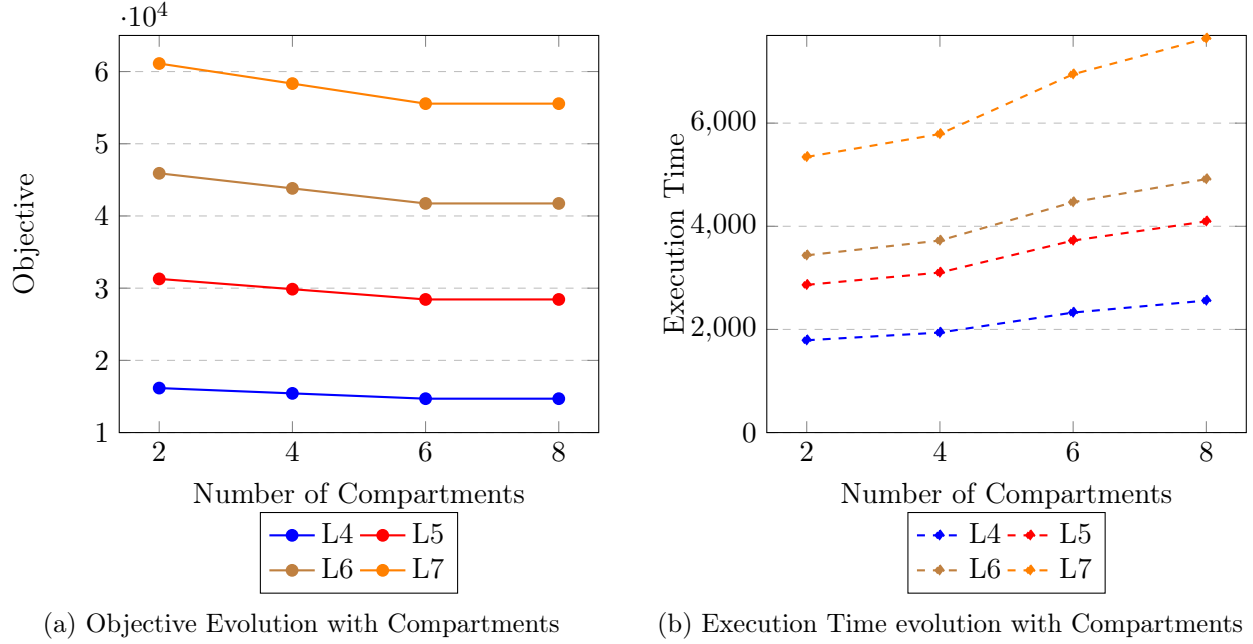 ·10^4
6
5
4
3
2
1
2 4 6 8
Objective
Number of Compartments
L4 L5
L6 L7
(a) Objective Evolution with Compartments
6,000
4,000
2,000
0
2 4 6 8
Execution Time
Number of Compartments
L4 L5
L6 L7
(b) Execution Time evolution with Compartments